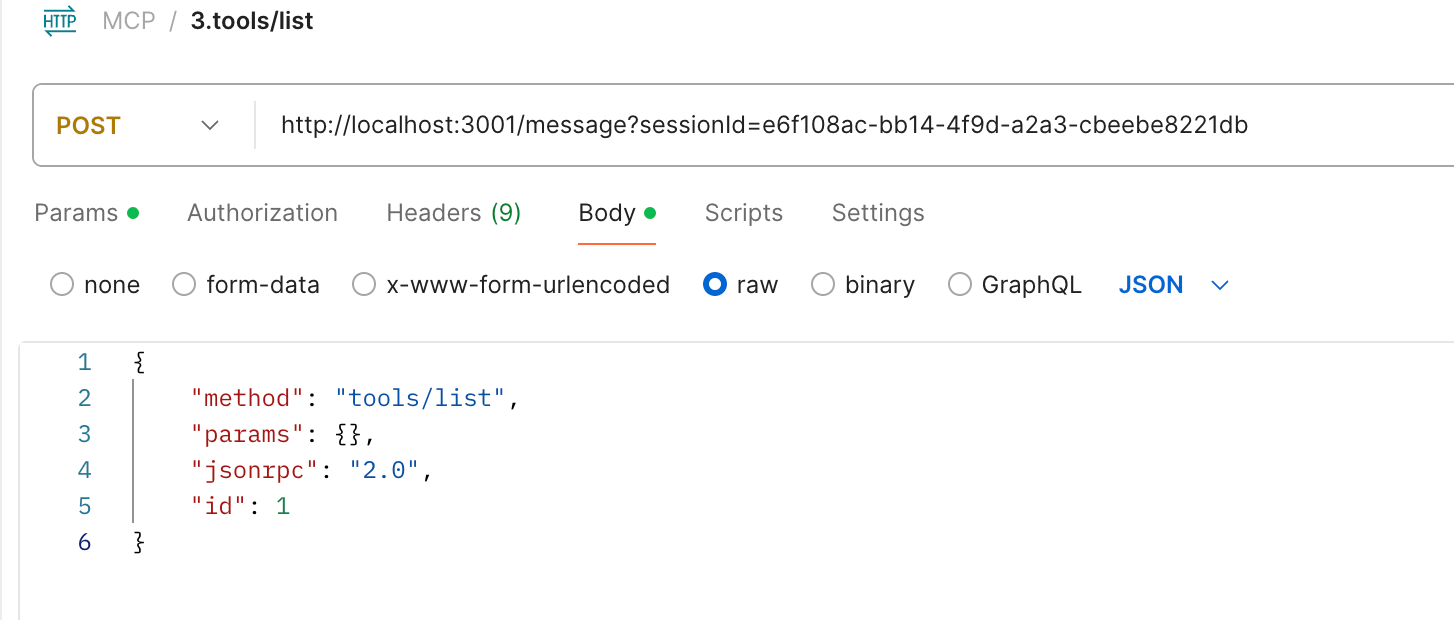 HTTP MCP / 3.tools/list
POST http://localhost:3001/message?sessionId=e6f108ac-bb14-4f9d-a2a3-cbeebe8221db
Params Authorization Headers (9) Body Scripts Settings
none form-data x-www-form-urlencoded raw binary GraphQL JSON
1 {
2 "method": "tools/list",
3 "params": {},
4 "jsonrpc": "2.0",
5 "id": 1
6 }